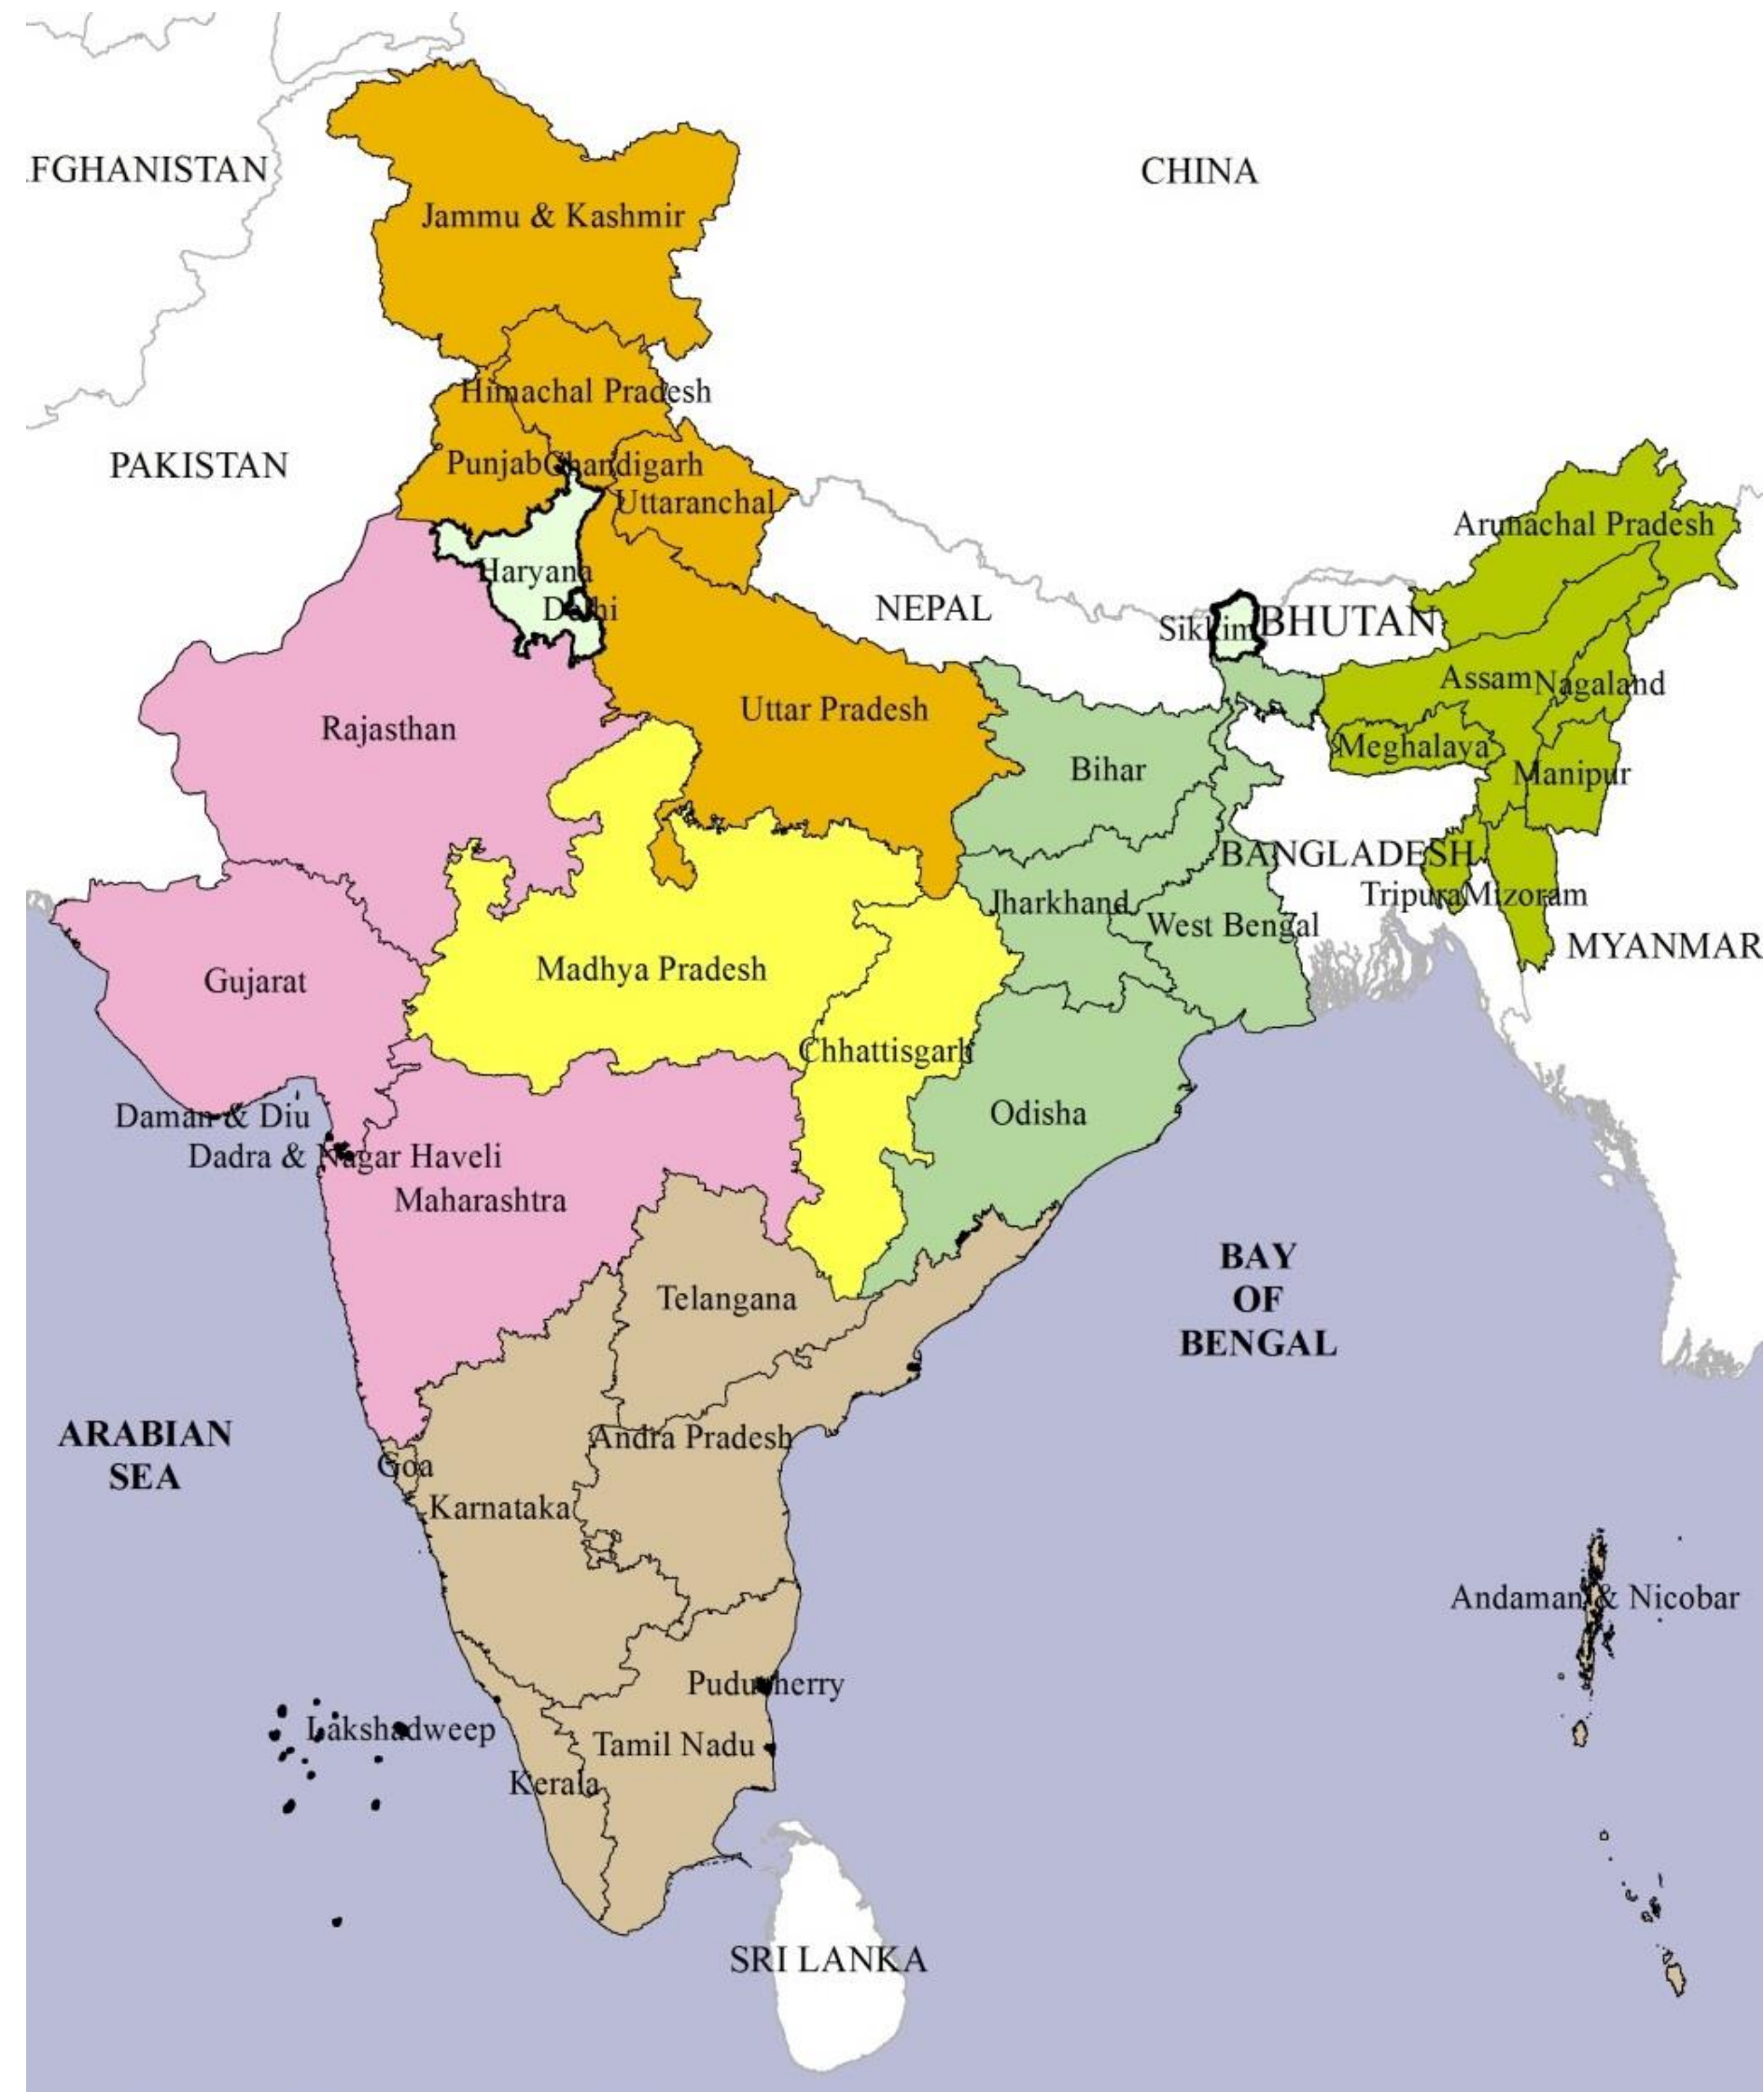 FGHANISTAN
CHINA
Jammu & Kashmir
Himachal Pradesh
PAKISTAN
Punjab
Chandigarh
Uttaranchal
Arunachal Pradesh
Haryana
Delhi
NEPAL
Sikkim
BHUTAN
Assam
Nagaland
Rajasthan
Uttar Pradesh
Meghalaya
Bihar
Manipur
BANGLADESH
Jharkhand
Tripura
Mizoram
West Bengal
MYANMAR
Gujarat
Madhya Pradesh
Chhattisgarh
Daman & Diu
Odisha
Dadra & Nagar Haveli
Maharashtra
BAY
OF
BENGAL
Telangana
ARABIAN
SEA
Andra Pradesh
Goa
Karnataka
Andaman & Nicobar
Puducherry
Lakshadweep
Tamil Nadu
Kerala
SRI LANKA